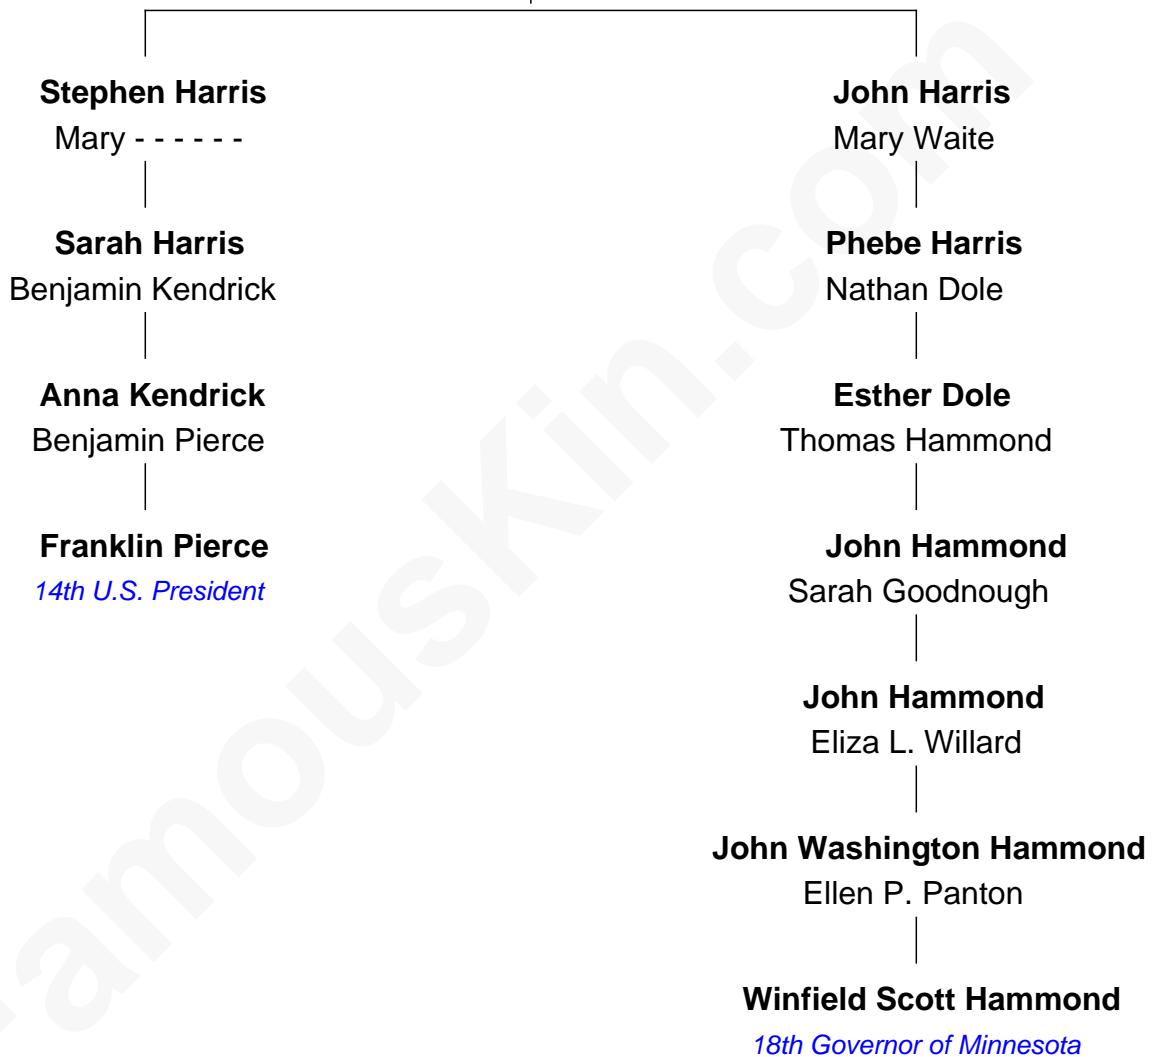 Stephen Harris
Mary - - - - - -
Sarah Harris
Benjamin Kendrick
Anna Kendrick
Benjamin Pierce
Franklin Pierce
14th U.S. President
John Harris
Mary Waite
Phebe Harris
Nathan Dole
Esther Dole
Thomas Hammond
John Hammond
Sarah Goodnough
John Hammond
Eliza L. Willard
John Washington Hammond
Ellen P. Panton
Winfield Scott Hammond
18th Governor of Minnesota
FamousKin.com